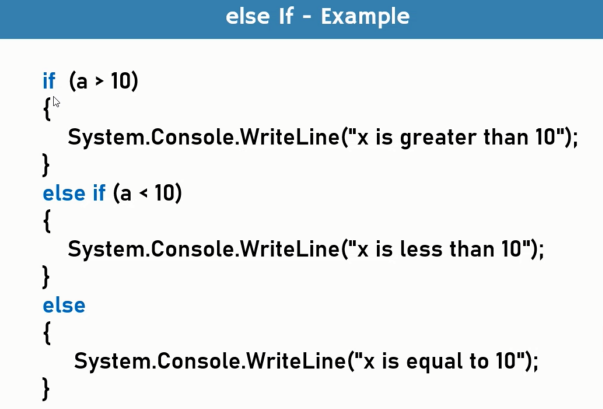 else If - Example
if (a > 10)
{
System.Console.WriteLine("x is greater than 10");
}
else if (a < 10)
{
System.Console.WriteLine("x is less than 10");
}
else
{
System.Console.WriteLine("x is equal to 10");
}